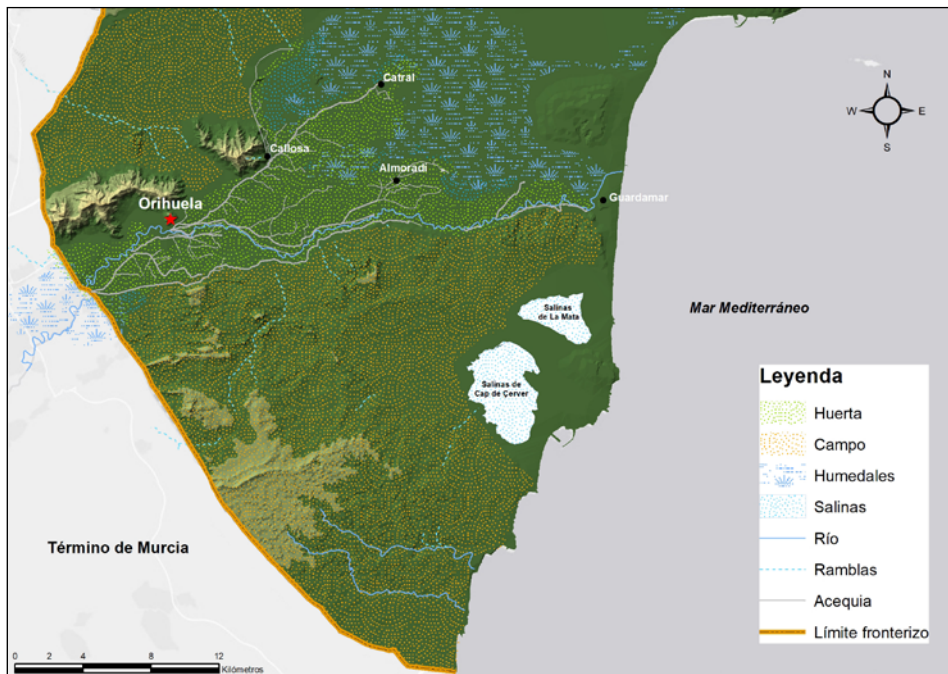 Catral
Callosa
Almoradí
Orihuela
Guardamar
N
W
E
S
Mar Mediterráneo
Salinas
de La Mata
Salinas de
Cap de Çerver
Término de Murcia
Leyenda
Huerta
Campo
Humedales
Salinas
Río
Ramblas
Acequia
Límite fronterizo
0 2 4 8 12
Kilómetros